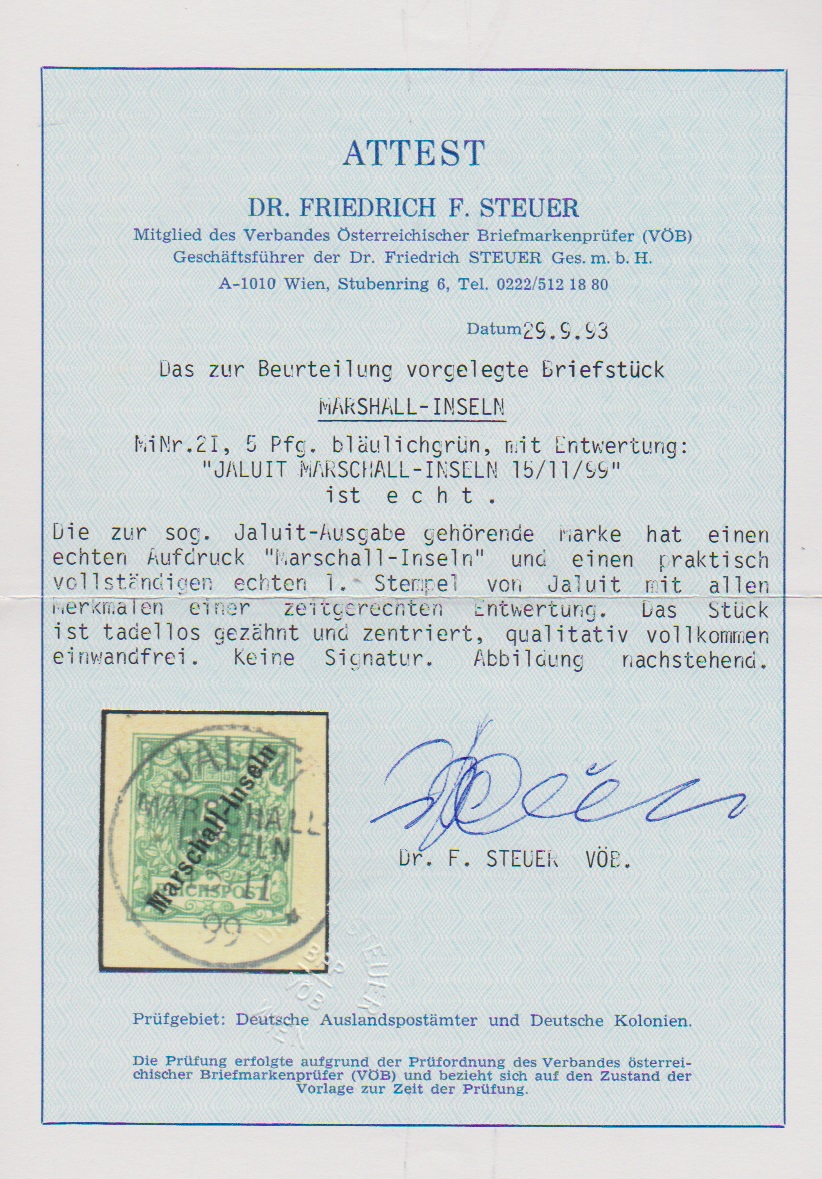 ATTEST
DR. FRIEDRICH F. STEUER
Mitglied des Verbandes Österreichischer Briefmarkenprüfer (VÖB)
Geschäftsführer der Dr. Friedrich STEUER Ges. m. b. H.
A-1010 Wien, Stubenring 6, Tel. 0222/512 18 80
Datum 29.9.93
Das zur Beurteilung vorgelegte Briefstück
MARSHALL-INSELN
MiNr.2I, 5 Pfg. bläulichgrün, mit Entwertung:
"JALUIT MARSCHALL-INSELN 15/11/99"
ist e c h t .
Die zur sog. Jaluit-Ausgabe gehörende Marke hat einen
echten Aufdruck "Marschall-Inseln" und einen praktisch
vollständigen echten 1. Stempel von Jaluit mit allen
Merkmalen einer zeitgerechten Entwertung. Das Stück
ist tadellos gezähnt und zentriert, qualitativ vollkommen
einwandfrei. Keine Signatur. Abbildung nachstehend.
Marschall-Inseln
REICHSPOST
11
99
Dr. F. STEUER VÖB.
STEUER
VÖB
Prüfgebiet: Deutsche Auslandspostämter und Deutsche Kolonien.
Die Prüfung erfolgte aufgrund der Prüfordnung des Verbandes österrei-
chischer Briefmarkenprüfer (VÖB) und bezieht sich auf den Zustand der
Vorlage zur Zeit der Prüfung.